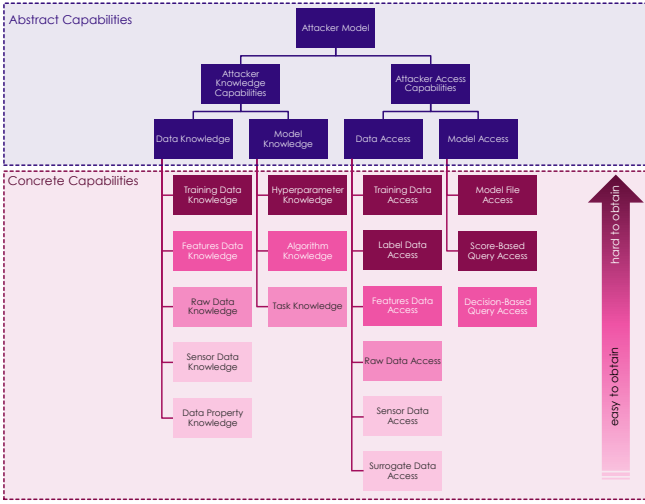 Abstract Capabilities
Attacker Model
Attacker
Knowledge
Capabilities
Attacker Access
Capabilities
Data Knowledge
Model
Knowledge
Data Access
Model Access
Concrete Capabilities
Training Data
Knowledge
Hyperparameter
Knowledge
Training Data
Access
Model File
Access
Features Data
Knowledge
Algorithm
Knowledge
Label Data
Access
Score-Based
Query Access
Raw Data
Knowledge
Task Knowledge
Features Data
Access
Decision-Based
Query Access
Sensor Data
Knowledge
Raw Data Access
Data Property
Knowledge
Sensor Data
Access
Surrogate Data
Access
hard to obtain
easy to obtain